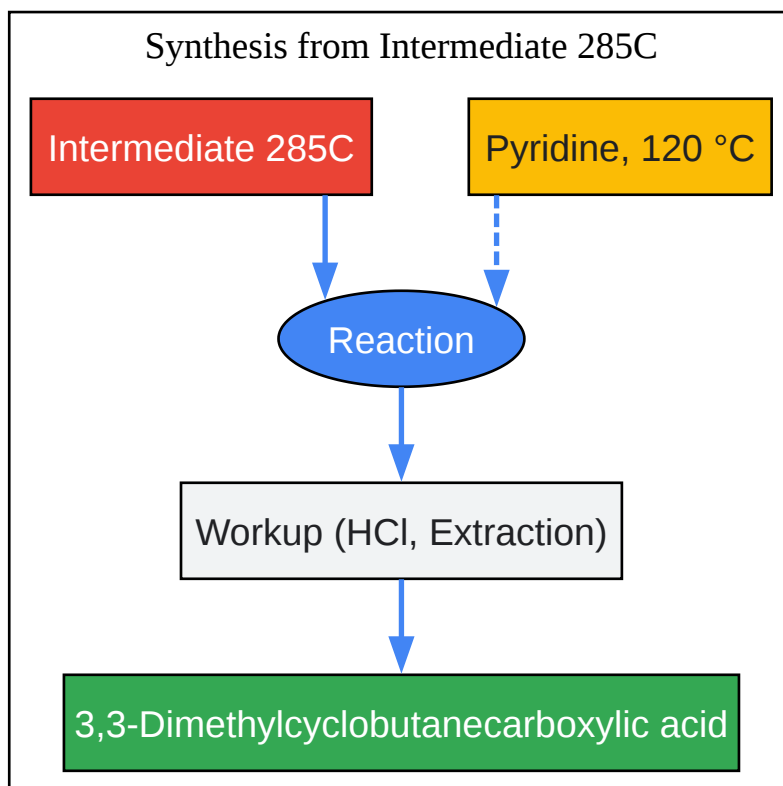 Synthesis from Intermediate 285C
Intermediate 285C
Pyridine, 120 °C
Reaction
Workup (HCl, Extraction)
3,3-Dimethylcyclobutanecarboxylic acid